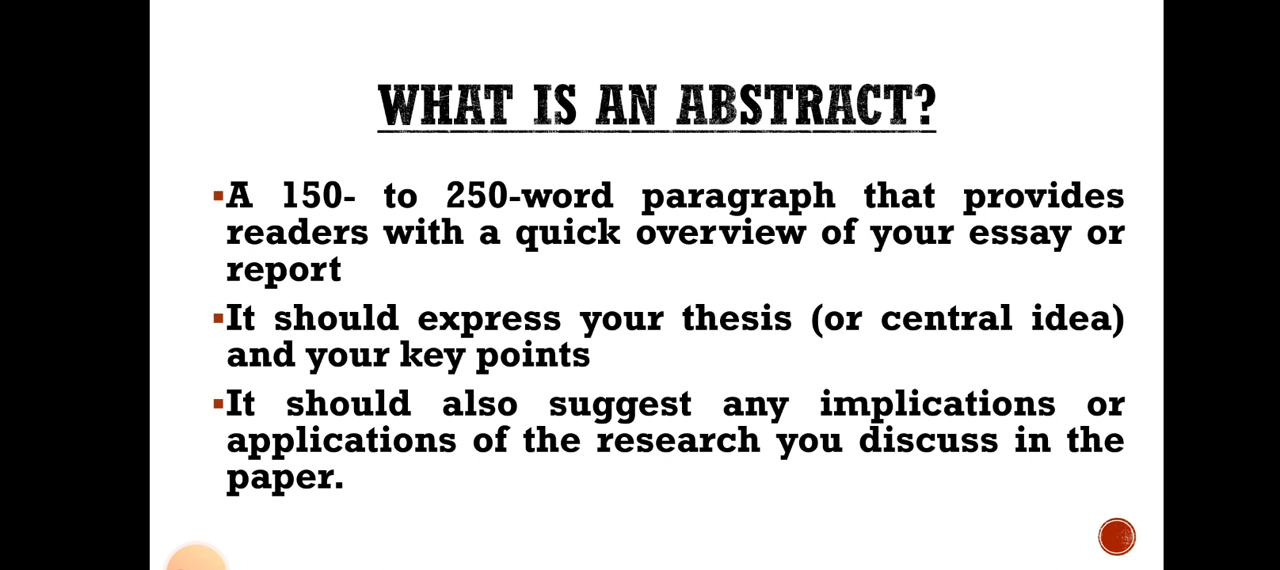 WHAT IS AN ABSTRACT?
▪A 150- to 250-word paragraph that provides
readers with a quick overview of your essay or
report
▪It should express your thesis (or central idea)
and your key points
▪It should also suggest any implications or
applications of the research you discuss in the
paper.